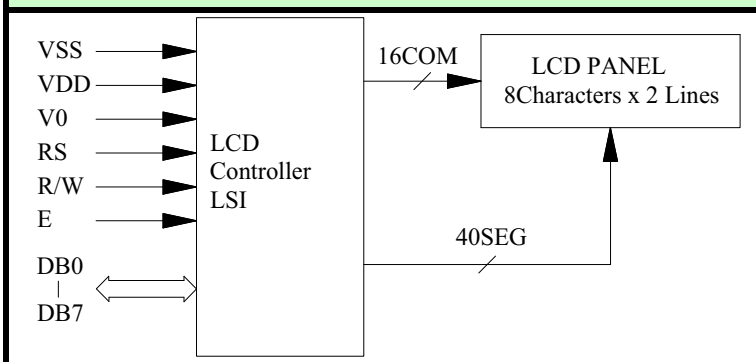 VSS
VDD
V0
RS
R/W
E
DB0
|
DB7
LCD
Controller
LSI
16COM
40SEG
LCD PANEL
8Characters x 2 Lines